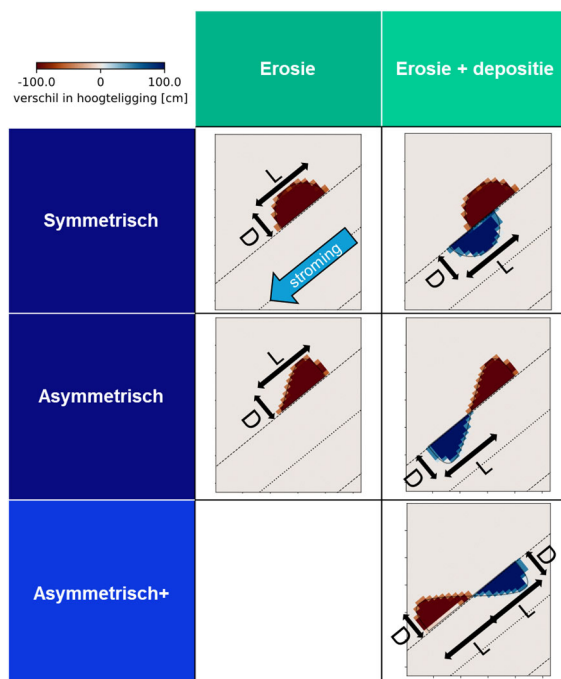 -100.0 0 100.0
verschil in hoogteligging [cm]
Erosie
Erosie + depositie
Symmetrisch
L
D
stroming
D
L
Asymmetrisch
L
D
D
L
Asymmetrisch+
D
D
L
L